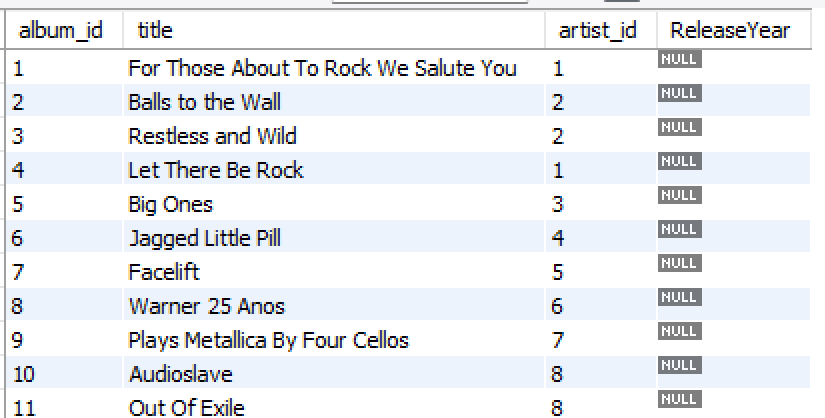 album_id title artist_id ReleaseYear
1 For Those About To Rock We Salute You 1 NULL
2 Balls to the Wall 2 NULL
3 Restless and Wild 2 NULL
4 Let There Be Rock 1 NULL
5 Big Ones 3 NULL
6 Jagged Little Pill 4 NULL
7 Facelift 5 NULL
8 Warner 25 Anos 6 NULL
9 Plays Metallica By Four Cellos 7 NULL
10 Audioslave 8 NULL
11 Out Of Exile 8 NULL